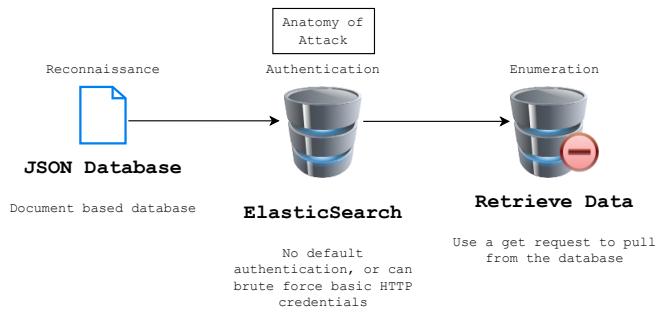 Anatomy of
Attack
Reconnaissance
Authentication
Enumeration
JSON Database
Document based database
ElasticSearch
No default
authentication, or can
brute force basic HTTP
credentials
Retrieve Data
Use a get request to pull
from the database